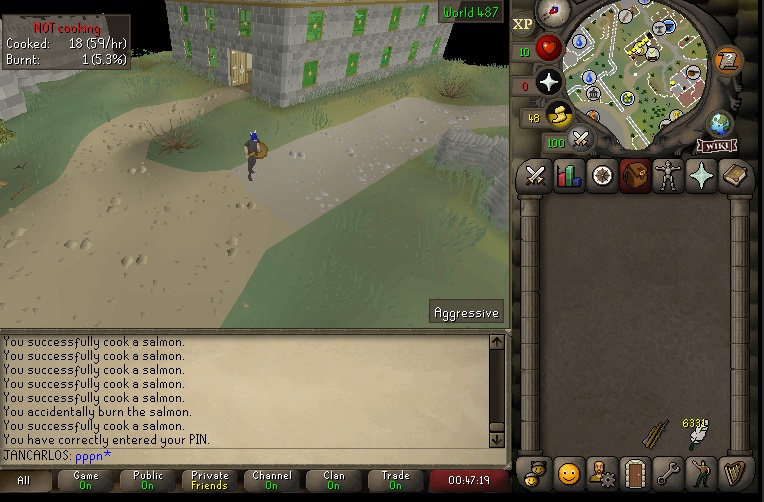 World 487
NOT cooking
Cooked: 18 (59/hr)
Burnt: 1 (5.3%)
XP
10
0
48
100
WIKI
Aggressive
You successfully cook a salmon.
You successfully cook a salmon.
You successfully cook a salmon.
You successfully cook a salmon.
You successfully cook a salmon.
You accidentally burn the salmon.
You successfully cook a salmon.
You have correctly entered your PIN.
JANCARLOS: pppn*
6331
All
Game
On
Public
On
Private
Friends
Channel
On
Clan
On
Trade
On
00:47:19